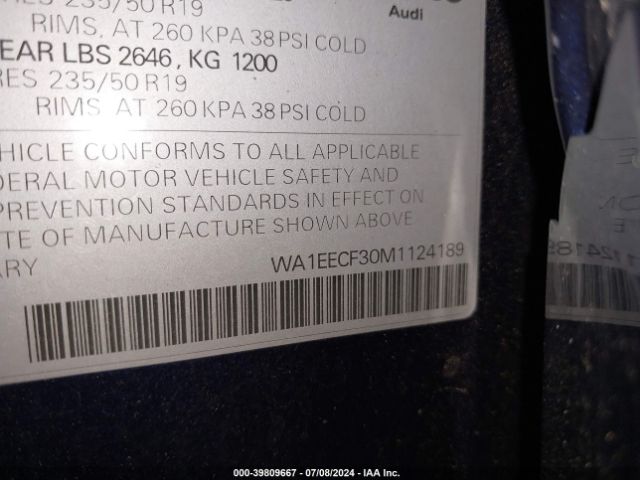 235/50 R19
Audi
RIMS, AT 260 KPA 38 PSI COLD
EAR LBS 2646, KG 1200
RES 235/50 R19
RIMS, AT 260 KPA 38 PSI COLD
HICLE CONFORMS TO ALL APPLICABLE
DERAL MOTOR VEHICLE SAFETY AND
PREVENTION STANDARDS IN EFFECT ON
TE OF MANUFACTURE SHOWN ABOVE
ARY
WA1EECF30M1124189
000-39809667 - 07/08/2024 - IAA Inc.